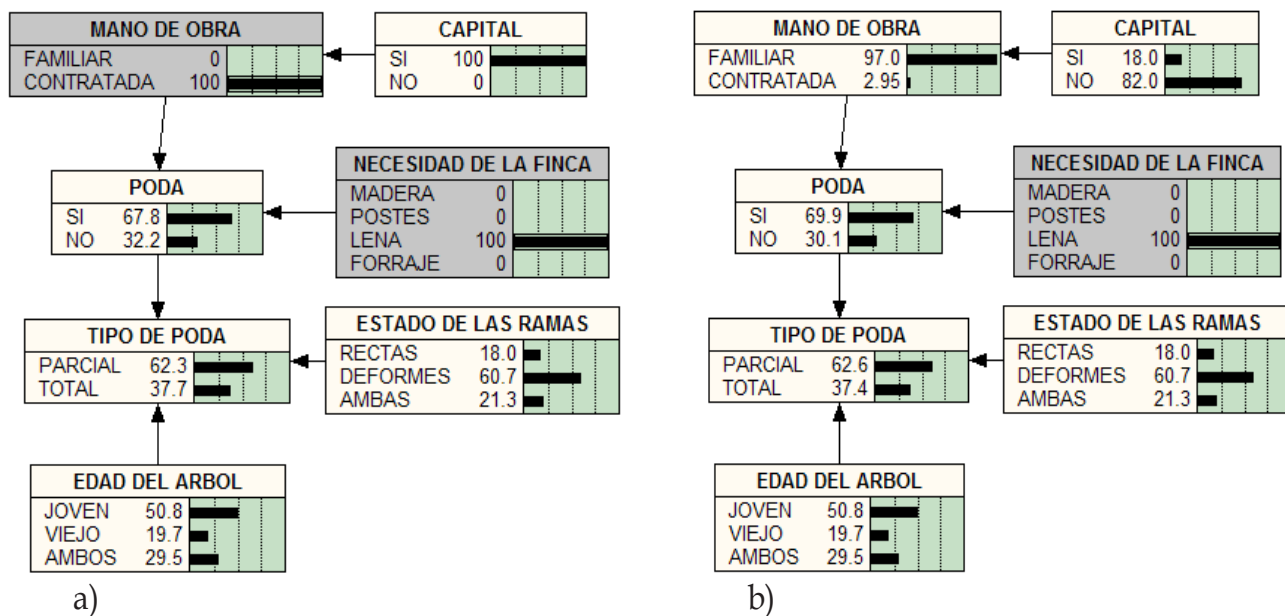 MANO DE OBRA
FAMILIAR 0
CONTRATADA 100
CAPITAL
SI 100
NO 0
PODA
SI 67.8
NO 32.2
NECESIDAD DE LA FINCA
MADERA 0
POSTES 0
LENA 100
FORRAJE 0
TIPO DE PODA
PARCIAL 62.3
TOTAL 37.7
ESTADO DE LAS RAMAS
RECTAS 18.0
DEFORMES 60.7
AMBAS 21.3
EDAD DEL ARBOL
JOVEN 50.8
VIEJO 19.7
AMBOS 29.5
a)
MANO DE OBRA
FAMILIAR 97.0
CONTRATADA 2.95
CAPITAL
SI 18.0
NO 82.0
PODA
SI 69.9
NO 30.1
NECESIDAD DE LA FINCA
MADERA 0
POSTES 0
LENA 100
FORRAJE 0
TIPO DE PODA
PARCIAL 62.6
TOTAL 37.4
ESTADO DE LAS RAMAS
RECTAS 18.0
DEFORMES 60.7
AMBAS 21.3
EDAD DEL ARBOL
JOVEN 50.8
VIEJO 19.7
AMBOS 29.5
b)